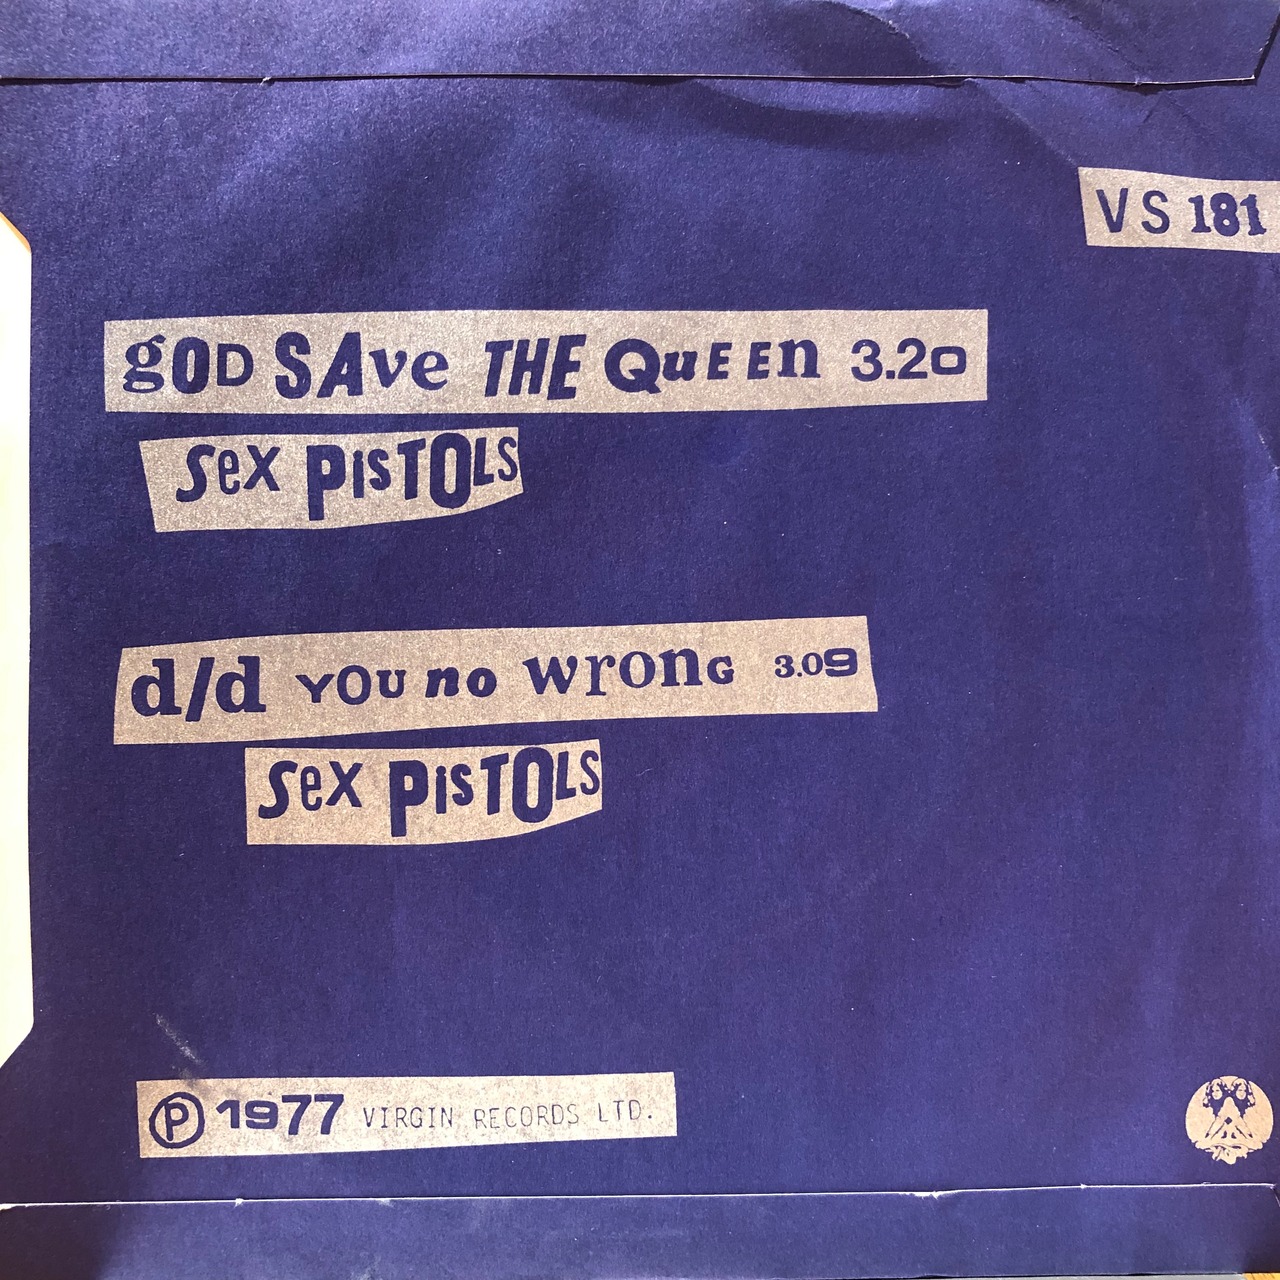 VS 181
gOD SAve THE QuEEn 3.20
sex pisTOLS
d/d YOU no wronG 3.09
sex pisTOLS
Ⓟ 1977 VIRGIN RECORDS LTD.